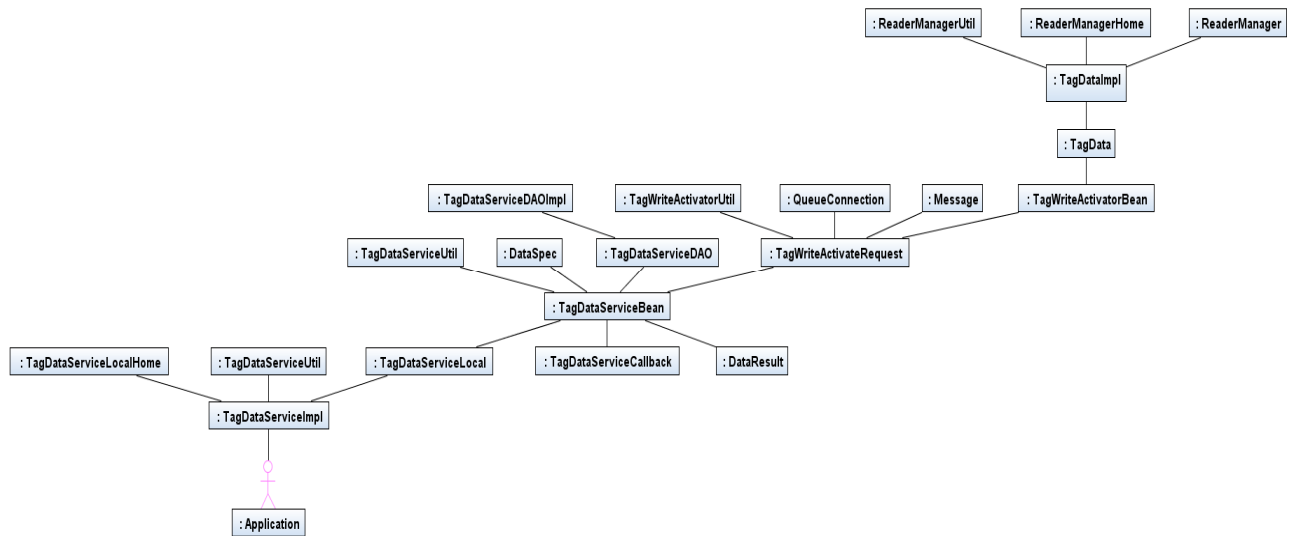 : ReaderManagerUtil
: ReaderManagerHome
: ReaderManager
: TagDataImpl
: TagData
: TagDataServiceDAOImpl
: TagWriteActivatorUtil
: QueueConnection
: Message
: TagWriteActivatorBean
: TagDataServiceUtil
: DataSpec
: TagDataServiceDAO
: TagWriteActivateRequest
: TagDataServiceBean
: TagDataServiceLocalHome
: TagDataServiceUtil
: TagDataServiceLocal
: TagDataServiceCallback
: DataResult
: TagDataServiceImpl
: Application